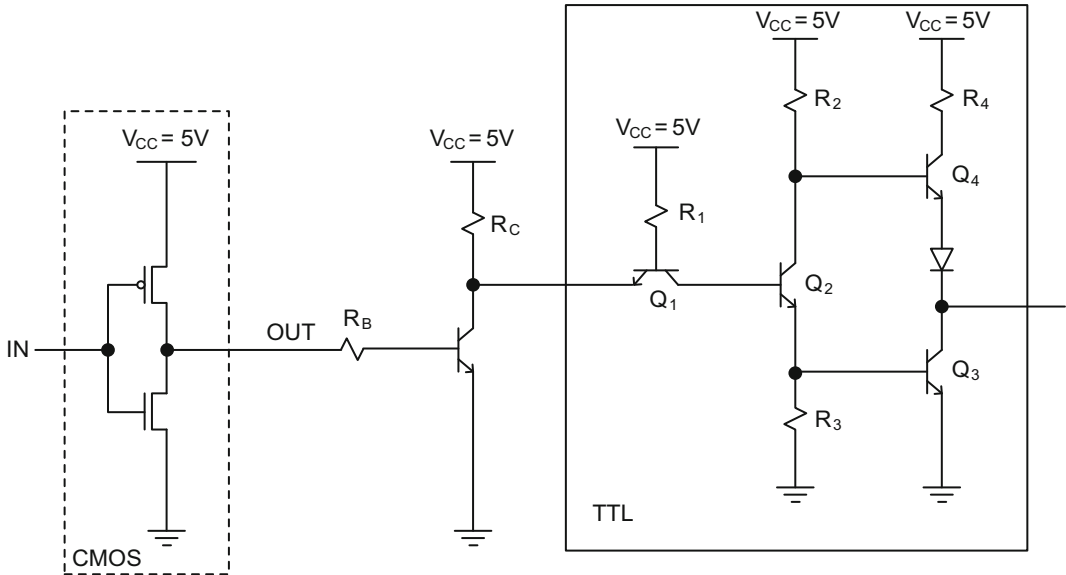 V_CC = 5V
V_CC = 5V
R_2
R_4
V_CC = 5V
V_CC = 5V
V_CC = 5V
Q_4
R_1
R_C
Q_1
Q_2
R_B
OUT
IN
Q_3
R_3
TTL
CMOS